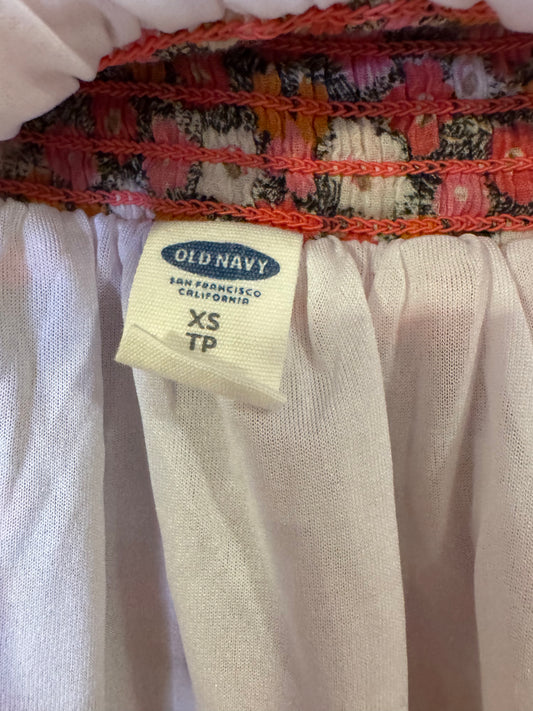 OLD NAVY
SAN FRANCISCO
CALIFORNIA
XS
TP